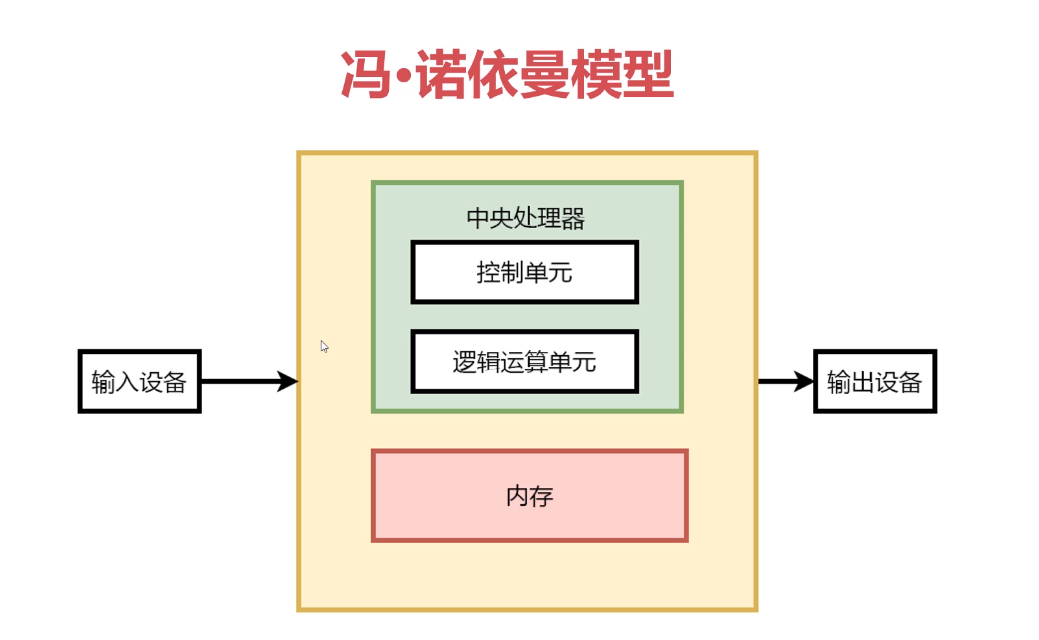 冯·诺依曼模型
中央处理器
控制单元
逻辑运算单元
输入设备
输出设备
内存